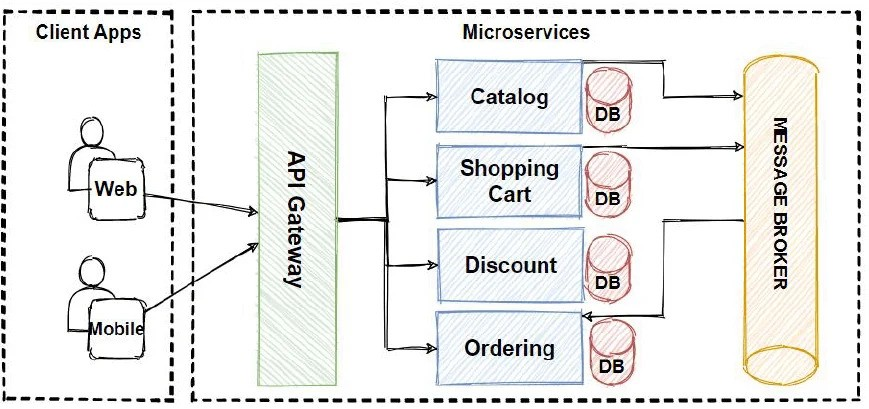 Client Apps
Microservices
Web
Mobile
API Gateway
Catalog
DB
Shopping
Cart
DB
Discount
DB
Ordering
DB
MESSAGE BROKER